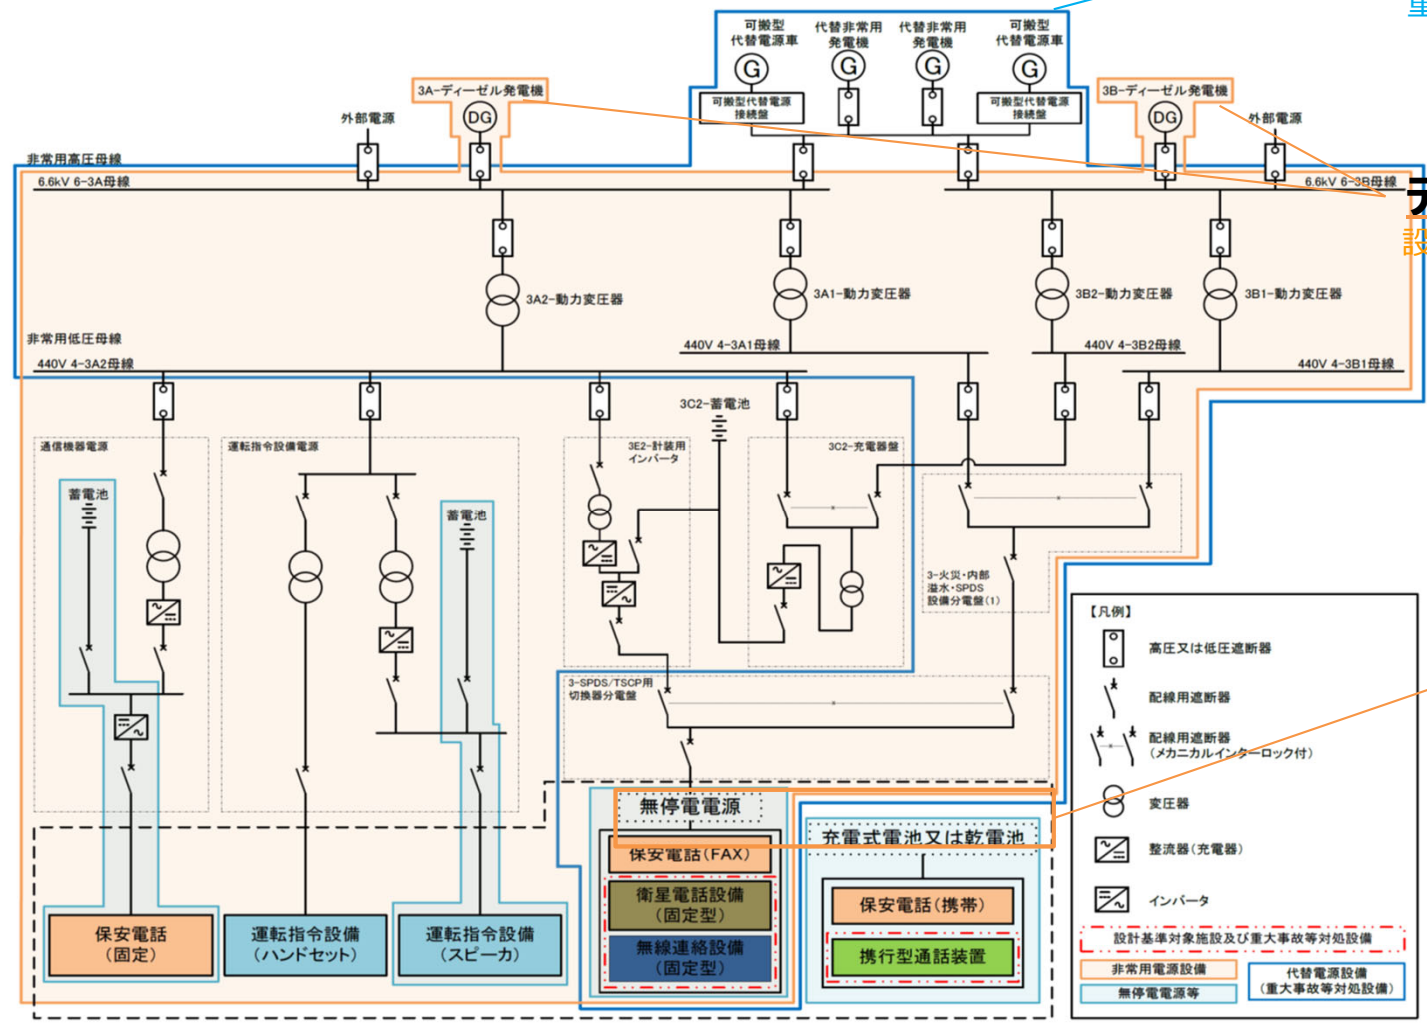 可搬型
代替電源車
代替非常用
発電機
代替非常用
発電機
可搬型
代替電源車
G
G
G
G
可搬型代替電源
接続盤
可搬型代替電源
接続盤
3A-ディーゼル発電機
DG
3B-ディーゼル発電機
DG
外部電源
外部電源
非常用高圧母線
6.6kV 6-3A母線
6.6kV 6-3B母線
3A2-動力変圧器
3A1-動力変圧器
3B2-動力変圧器
3B1-動力変圧器
非常用低圧母線
440V 4-3A2母線
440V 4-3A1母線
440V 4-3B2母線
440V 4-3B1母線
通信機器電源
蓄電池
運転指令設備電源
蓄電池
3E2-計装用
インバータ
3C2-蓄電池
3C2-充電器盤
3-火災・内部
溢水・SPDS
設備分電盤(1)
3-SPDS/TSCP用
切換器分電盤
無停電電源
保安電話(FAX)
衛星電話設備
(固定型)
無線連絡設備
(固定型)
充電式電池又は乾電池
保安電話(携帯)
携行型通話装置
保安電話
(固定)
運転指令設備
(ハンドセット)
運転指令設備
(スピーカ)
【凡例】
高圧又は低圧遮断器
配線用遮断器
配線用遮断器
(メカニカルインターロック付)
変圧器
整流器(充電器)
インバータ
設計基準対象施設及び重大事故等対処設備
非常用電源設備
無停電電源等
代替電源設備
(重大事故等対処設備)
設